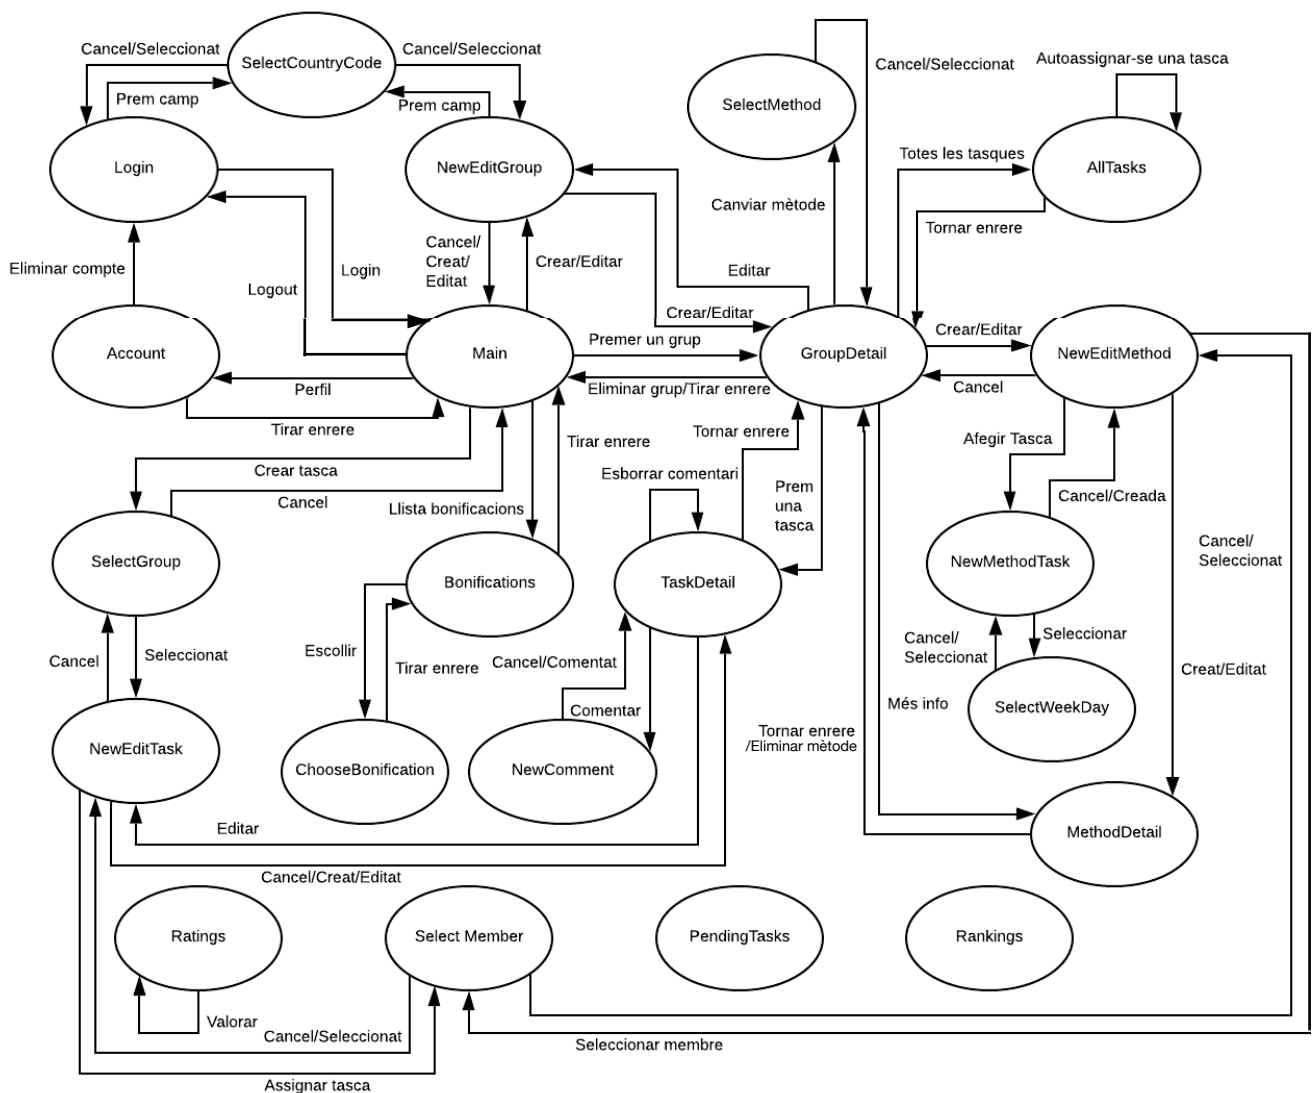 Cancel/Seleccionat
SelectCountryCode
Cancel/Seleccionat
Cancel/Seleccionat
Autoassignar-se una tasca
Prem camp
Prem camp
SelectMethod
Login
NewEditGroup
Totes les tasques
AllTasks
Canviar mètode
Tornar enrere
Eliminar compte
Cancel/
Creat/
Editat
Crear/Editar
Login
Editar
Logout
Crear/Editar
Crear/Editar
Premer un grup
Account
Main
GroupDetail
NewEditMethod
Perfil
Eliminar grup/Tirar enrere
Cancel
Tirar enrere
Tirar enrere
Tornar enrere
Afegir Tasca
Crear tasca
Esborrar comentari
Cancel
Llista bonificacions
Prem
una
tasca
Cancel/Creada
Cancel/
Seleccionat
SelectGroup
Bonifications
TaskDetail
NewMethodTask
Cancel
Seleccionat
Escollir
Tirar enrere
Cancel/Comentat
Cancel/
Seleccionat
Seleccionar
Creat/Editat
Comentar
Més info
SelectWeekDay
Tornar enrere
/Eliminar mètode
NewEditTask
ChooseBonification
NewComment
Editar
MethodDetail
Cancel/Creat/Editat
Ratings
Select Member
PendingTasks
Rankings
Valorar
Cancel/Seleccionat
Seleccionar membre
Assignar tasca